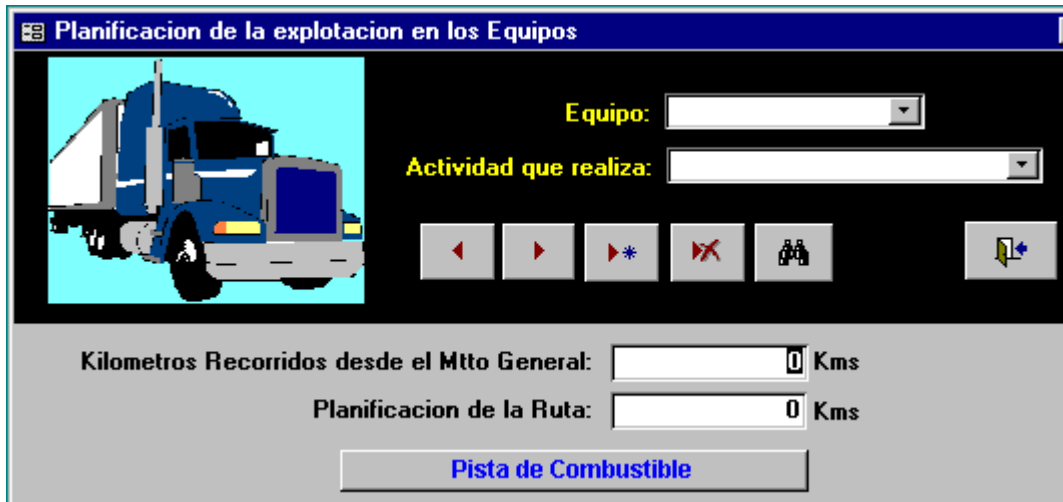 Planificacion de la explotacion en los Equipos
Equipo:
Actividad que realiza:
Kilometros Recorridos desde el Mtto General: 0 Kms
Planificacion de la Ruta: 0 Kms
Pista de Combustible